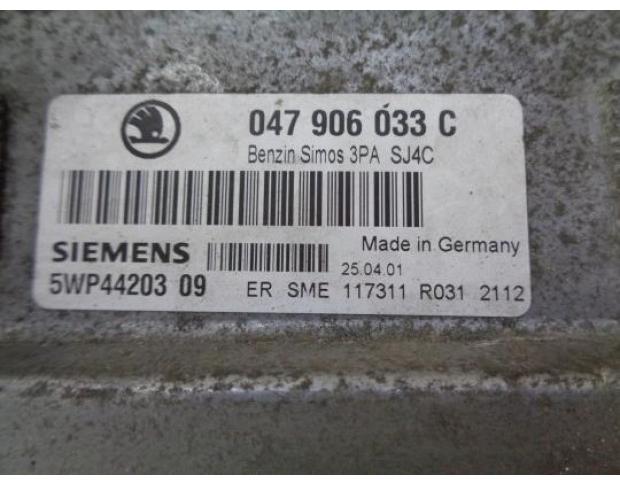 047 906 033 C
Benzin Simos 3PA SJ4C
SIEMENS
Made in Germany
25.04.01
5WP44203 09
ER SME 117311 R031 2112